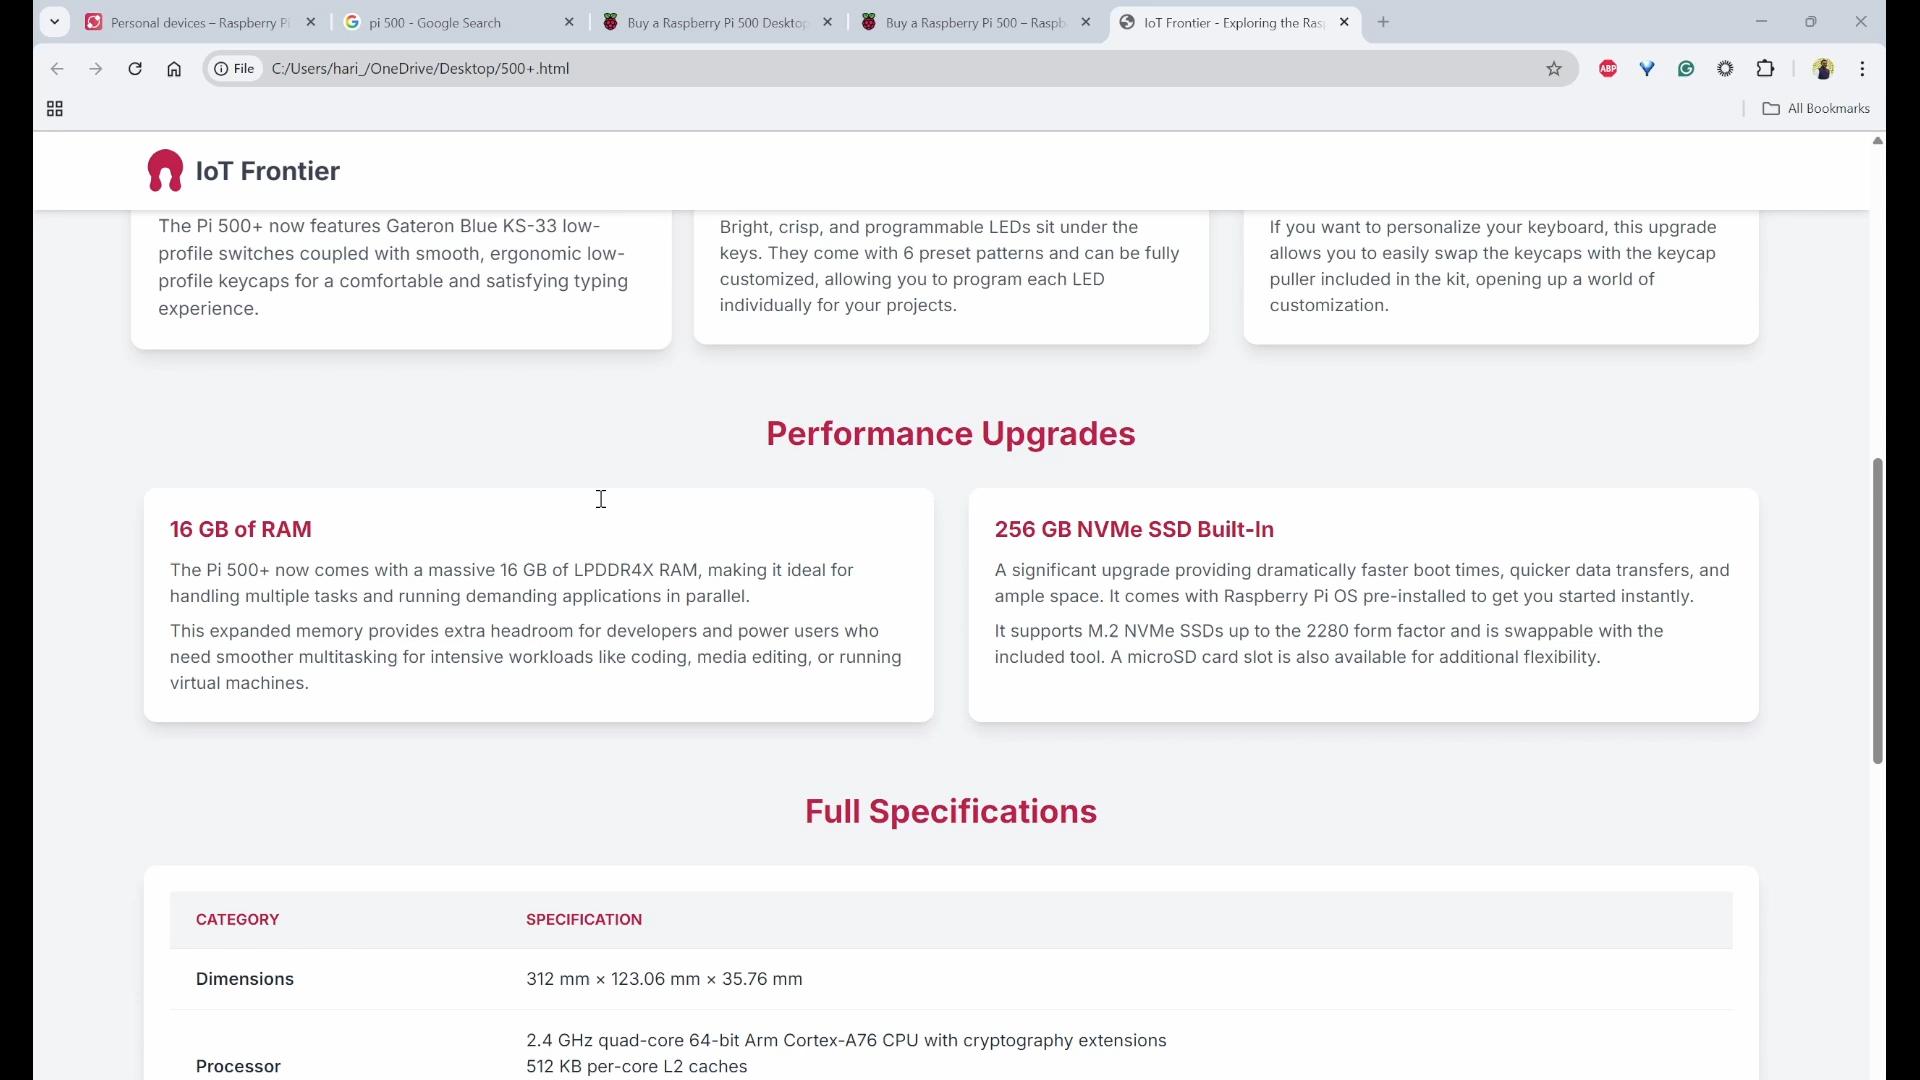 Personal devices – Raspberry Pi
pi 500 - Google Search
Buy a Raspberry Pi 500 Desktop
Buy a Raspberry Pi 500 – Raspb
IoT Frontier - Exploring the Rasp
File
C:/Users/hari_/OneDrive/Desktop/500+.html
ABP
All Bookmarks
IoT Frontier
The Pi 500+ now features Gateron Blue KS-33 low-
profile switches coupled with smooth, ergonomic low-
profile keycaps for a comfortable and satisfying typing
experience.
Bright, crisp, and programmable LEDs sit under the
keys. They come with 6 preset patterns and can be fully
customized, allowing you to program each LED
individually for your projects.
If you want to personalize your keyboard, this upgrade
allows you to easily swap the keycaps with the keycap
puller included in the kit, opening up a world of
customization.
Performance Upgrades
16 GB of RAM
The Pi 500+ now comes with a massive 16 GB of LPDDR4X RAM, making it ideal for
handling multiple tasks and running demanding applications in parallel.
This expanded memory provides extra headroom for developers and power users who
need smoother multitasking for intensive workloads like coding, media editing, or running
virtual machines.
256 GB NVMe SSD Built-In
A significant upgrade providing dramatically faster boot times, quicker data transfers, and
ample space. It comes with Raspberry Pi OS pre-installed to get you started instantly.
It supports M.2 NVMe SSDs up to the 2280 form factor and is swappable with the
included tool. A microSD card slot is also available for additional flexibility.
Full Specifications
CATEGORY
SPECIFICATION
Dimensions
312 mm × 123.06 mm × 35.76 mm
Processor
2.4 GHz quad-core 64-bit Arm Cortex-A76 CPU with cryptography extensions
512 KB per-core L2 caches